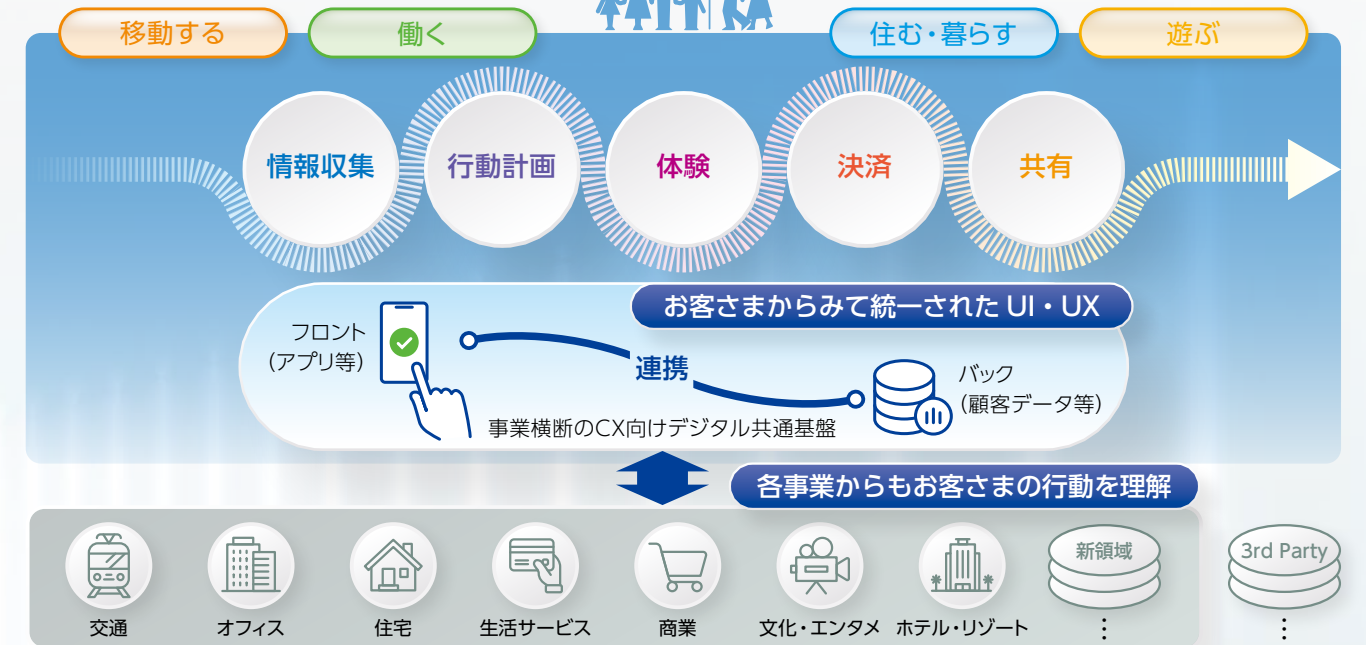 移動する
働く
住む・暮らす
遊ぶ
情報収集
行動計画
体験
決済
共有
お客さまからみて統一された UI・UX
フロント
(アプリ等)
連携
バック
(顧客データ等)
事業横断のCX向けデジタル共通基盤
各事業からもお客さまの行動を理解
新領域
3rd Party
交通
オフィス
住宅
生活サービス
商業
文化・エンタメ
ホテル・リゾート
⋮
⋮